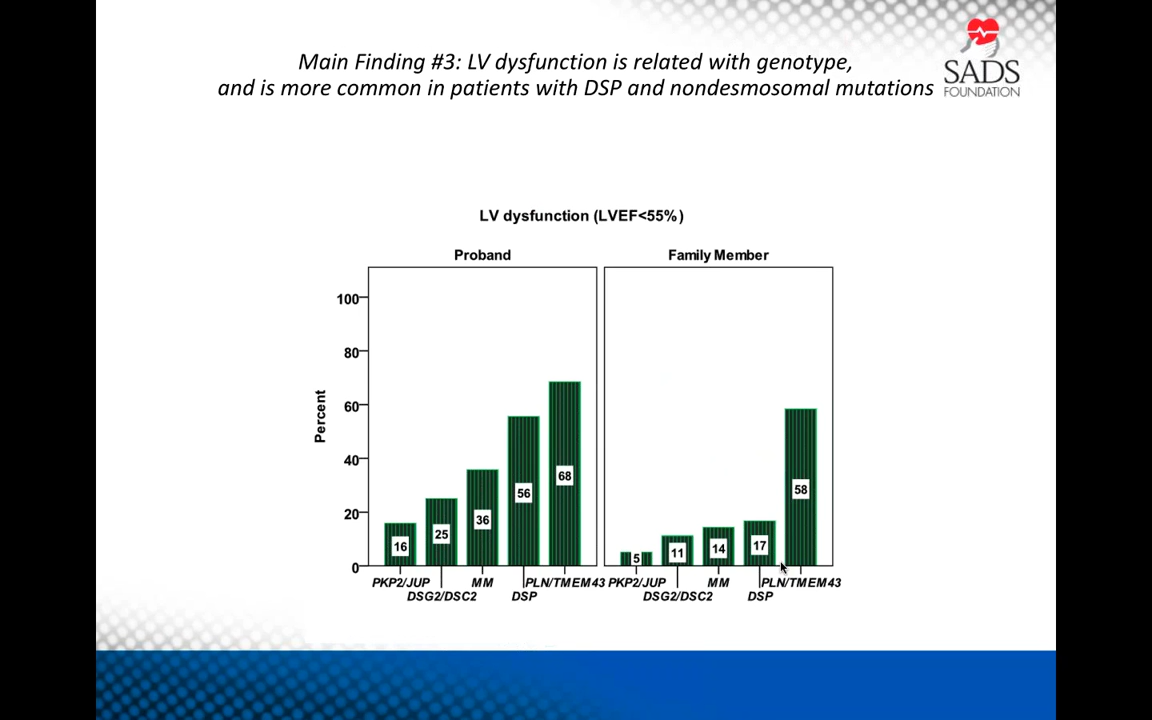 Main Finding #3: LV dysfunction is related with genotype,
and is more common in patients with DSP and nondesmosomal mutations
SADS
FOUNDATION
LV dysfunction (LVEF<55%)
Proband
Family Member
Percent
100
80
60
40
20
0
16
25
36
56
68
5
11
14
17
58
PKP2/JUP
DSG2/DSC2
MM
DSP
PLN/TMEM43
PKP2/JUP
DSG2/DSC2
MM
DSP
PLN/TMEM43